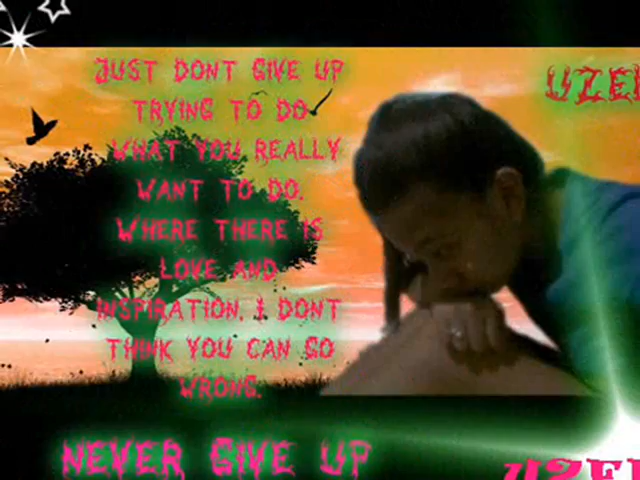 JUST DONT GIVE UP
TRYING TO DO
WHAT YOU REALLY
WANT TO DO.
WHERE THERE IS
LOVE AND
INSPIRATION, I DONT
THINK YOU CAN GO
WRONG.
NEVER GIVE UP